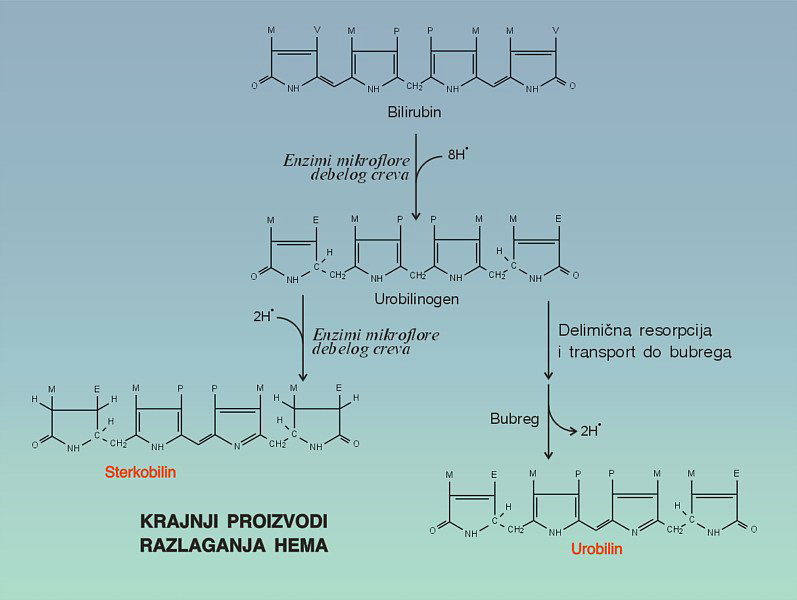 M V M P P M M V
O NH NH CH2 NH NH O
Bilirubin
Enzimi mikroflore
debelog creva
8H•
M E M P P M M E
H H
O NH C CH2 NH CH2 NH CH2 C NH O
Urobilinogen
2H•
Enzimi mikroflore
debelog creva
Delimična resorpcija
i transport do bubrega
Bubreg
2H•
M E M P P M M E
H H H H
H H
O NH C CH2 NH N CH2 C NH O
Sterkobilin
M E M P P M M E
H H
O NH C CH2 NH N CH2 C NH O
Urobilin
KRAJNJI PROIZVODI
RAZLAGANJA HEMA